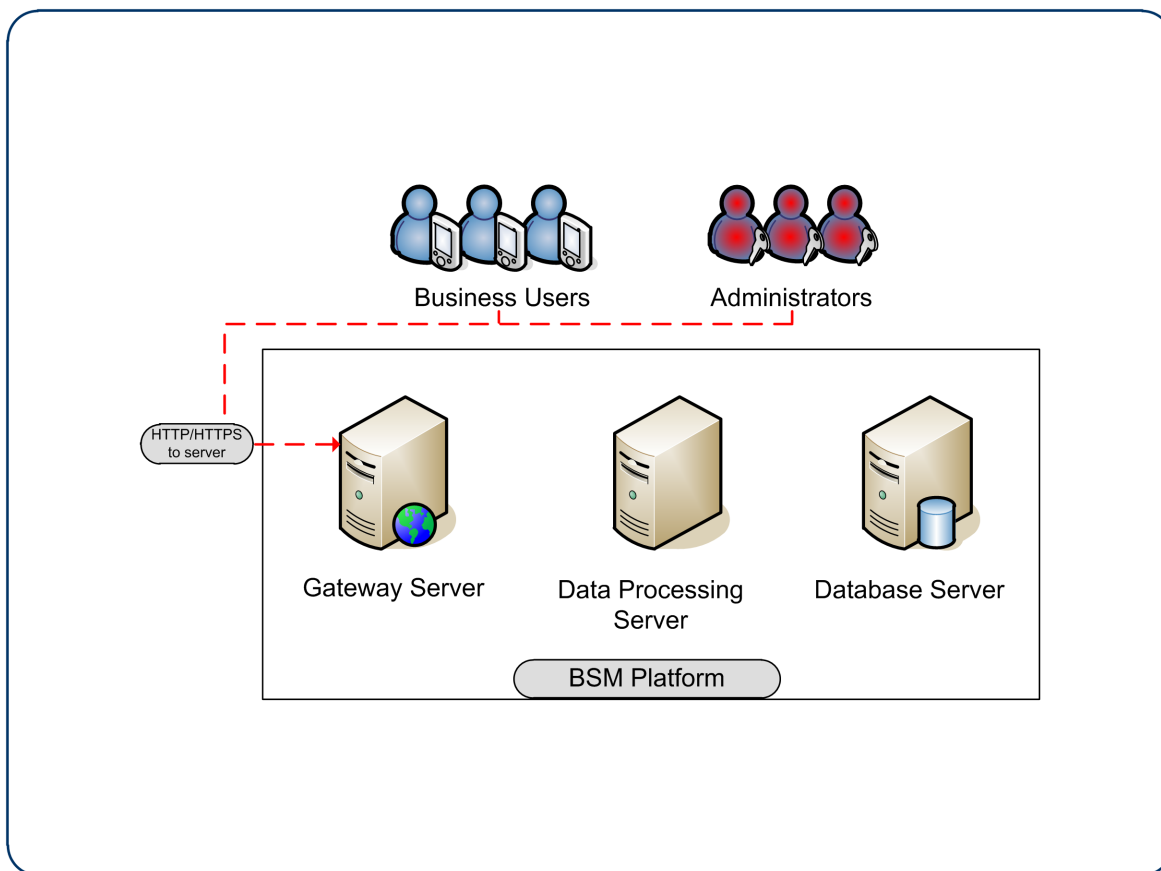 Business Users
Administrators
HTTP/HTTPS
to server
Gateway Server
Data Processing
Server
Database Server
BSM Platform